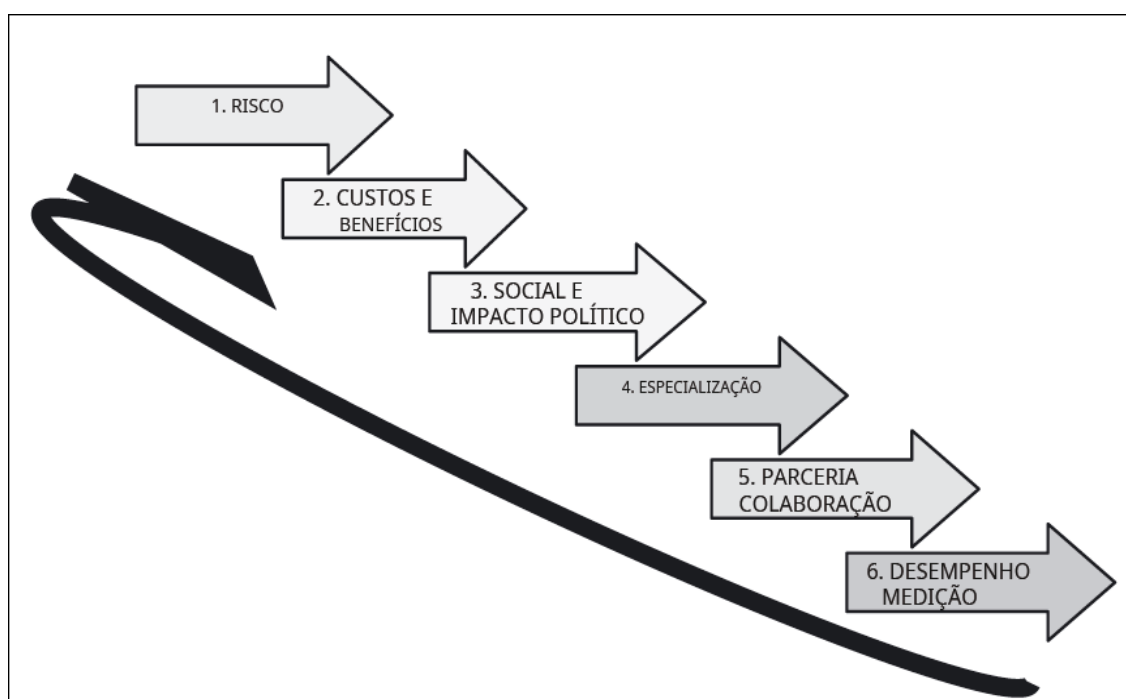 1. RISCO
2. CUSTOS E
BENEFÍCIOS
3. SOCIAL E
IMPACTO POLÍTICO
4. ESPECIALIZAÇÃO
5. PARCERIA
COLABORAÇÃO
6. DESEMPENHO
MEDIÇÃO